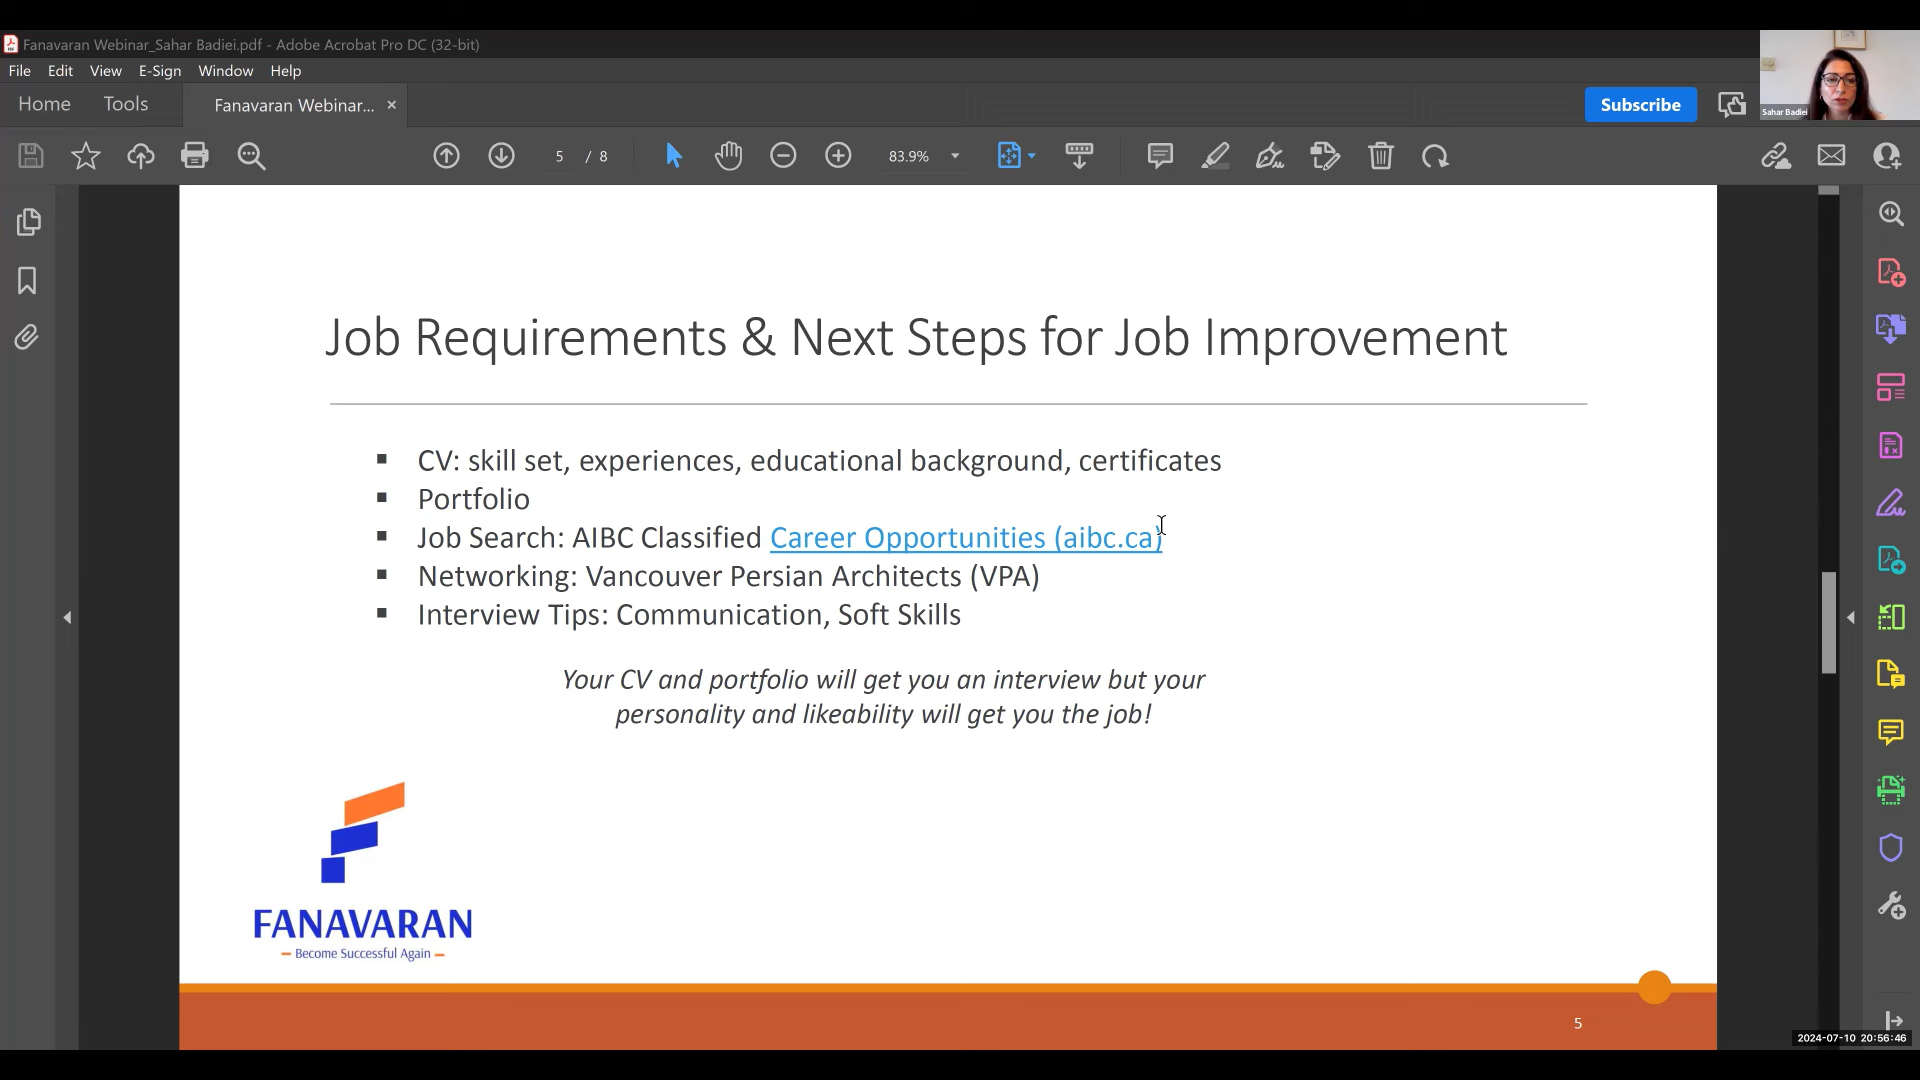 Fanavaran Webinar_Sahar Badiei.pdf - Adobe Acrobat Pro DC (32-bit)
File Edit View E-Sign Window Help
Home Tools Fanavaran Webinar... ×
Subscribe
Sahar Badiei
5 / 8
83.9%
Job Requirements & Next Steps for Job Improvement
▪ CV: skill set, experiences, educational background, certificates
▪ Portfolio
▪ Job Search: AIBC Classified Career Opportunities (aibc.ca)
▪ Networking: Vancouver Persian Architects (VPA)
▪ Interview Tips: Communication, Soft Skills
Your CV and portfolio will get you an interview but your
personality and likeability will get you the job!
FANAVARAN
– Become Successful Again –
5
2024-07-10 20:56:46